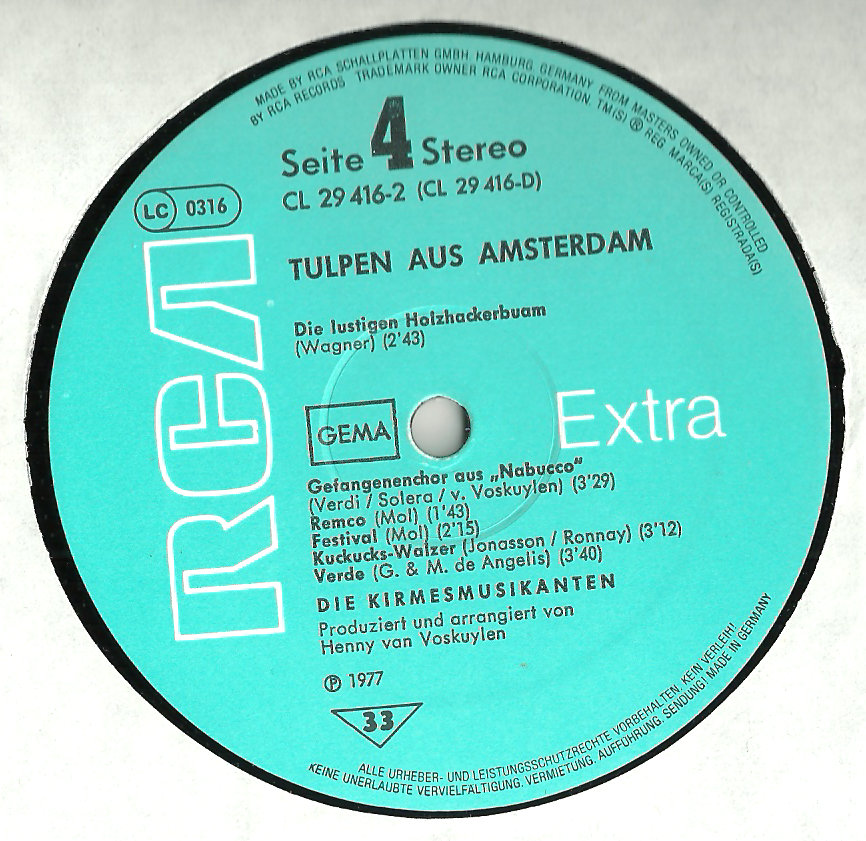 MADE BY RCA SCHALLPLATTEN GMBH. HAMBURG. GERMANY FROM MASTERS OWNED OR CONTROLLED
BY RCA RECORDS TRADEMARK OWNER RCA CORPORATION. TM(S) ® REG. MARCA(S) REGISTRADA(S)
Seite 4 Stereo
CL 29 416-2 (CL 29 416-D)
LC 0316
TULPEN AUS AMSTERDAM
Die lustigen Holzhackerbuam
(Wagner) (2'43)
RCA
GEMA
Extra
Gefangenenchor aus „Nabucco“
(Verdi / Solera / v. Voskuylen) (3'29)
Remco (Mol) (1'43)
Festival (Mol) (2'15)
Kuckucks-Walzer (Jonasson / Ronnay) (3'12)
Verde (G. & M. de Angelis) (3'40)
DIE KIRMESMUSIKANTEN
Produziert und arrangiert von
Henny van Voskuylen
℗ 1977
33
ALLE URHEBER- UND LEISTUNGSSCHUTZRECHTE VORBEHALTEN. KEIN VERLEIH!
KEINE UNERLAUBTE VERVIELFÄLTIGUNG. VERMIETUNG. AUFFÜHRUNG. SENDUNG! MADE IN GERMANY